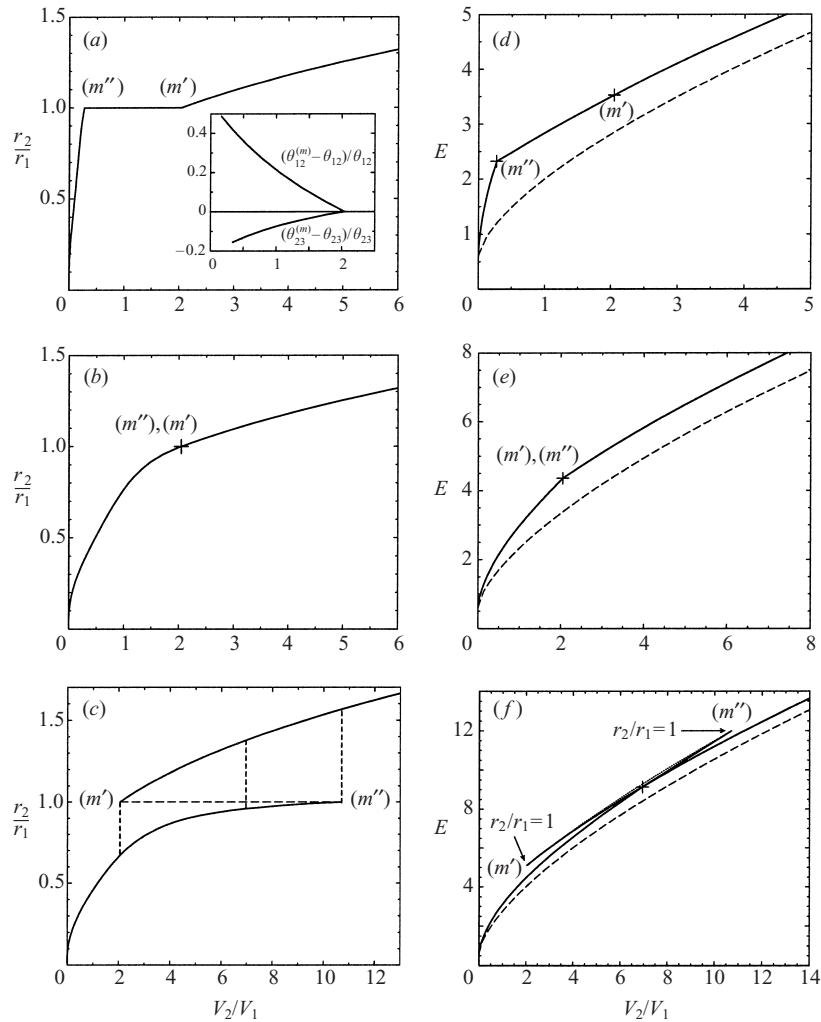 (a)
(m″)
(m′)
r₂/r₁
1.5
1.0
0.5
0
1
2
3
4
5
6
0.4
0.2
0
−0.2
0
1
2
(θ₁₂⁽ᵐ⁾−θ₁₂)/θ₁₂
(θ₂₃⁽ᵐ⁾−θ₂₃)/θ₂₃
(d)
E
5
4
3
2
1
0
1
2
3
4
5
(m′)
(m″)
(b)
(m″),(m′)
r₂/r₁
1.5
1.0
0.5
0
1
2
3
4
5
6
(e)
(m′),(m″)
E
8
6
4
2
0
2
4
6
8
(c)
(m′)
(m″)
r₂/r₁
1.5
1.0
0.5
0
2
4
6
8
10
12
V₂/V₁
(f)
(m″)
r₂/r₁=1
r₂/r₁=1
(m′)
E
12
8
4
0
2
4
6
8
10
12
14
V₂/V₁